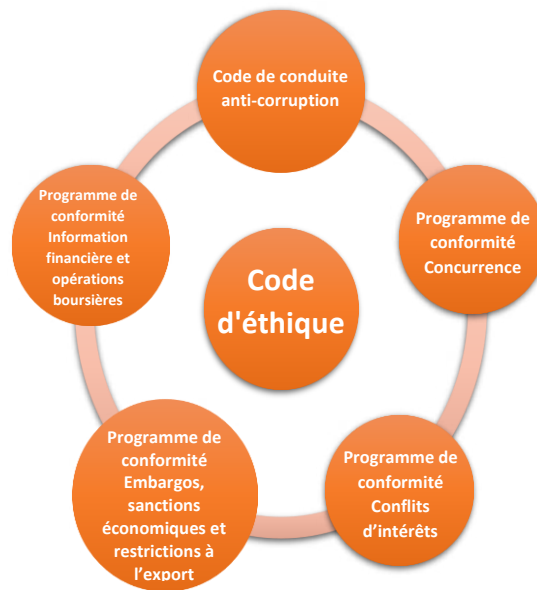 Code de conduite
anti-corruption
Programme de
conformité
Concurrence
Programme de
conformité
Conflits
d’intérêts
Programme de
conformité
Embargos,
sanctions
économiques et
restrictions à
l’export
Programme de
conformité
Information
financière et
opérations
boursières
Code
d'éthique